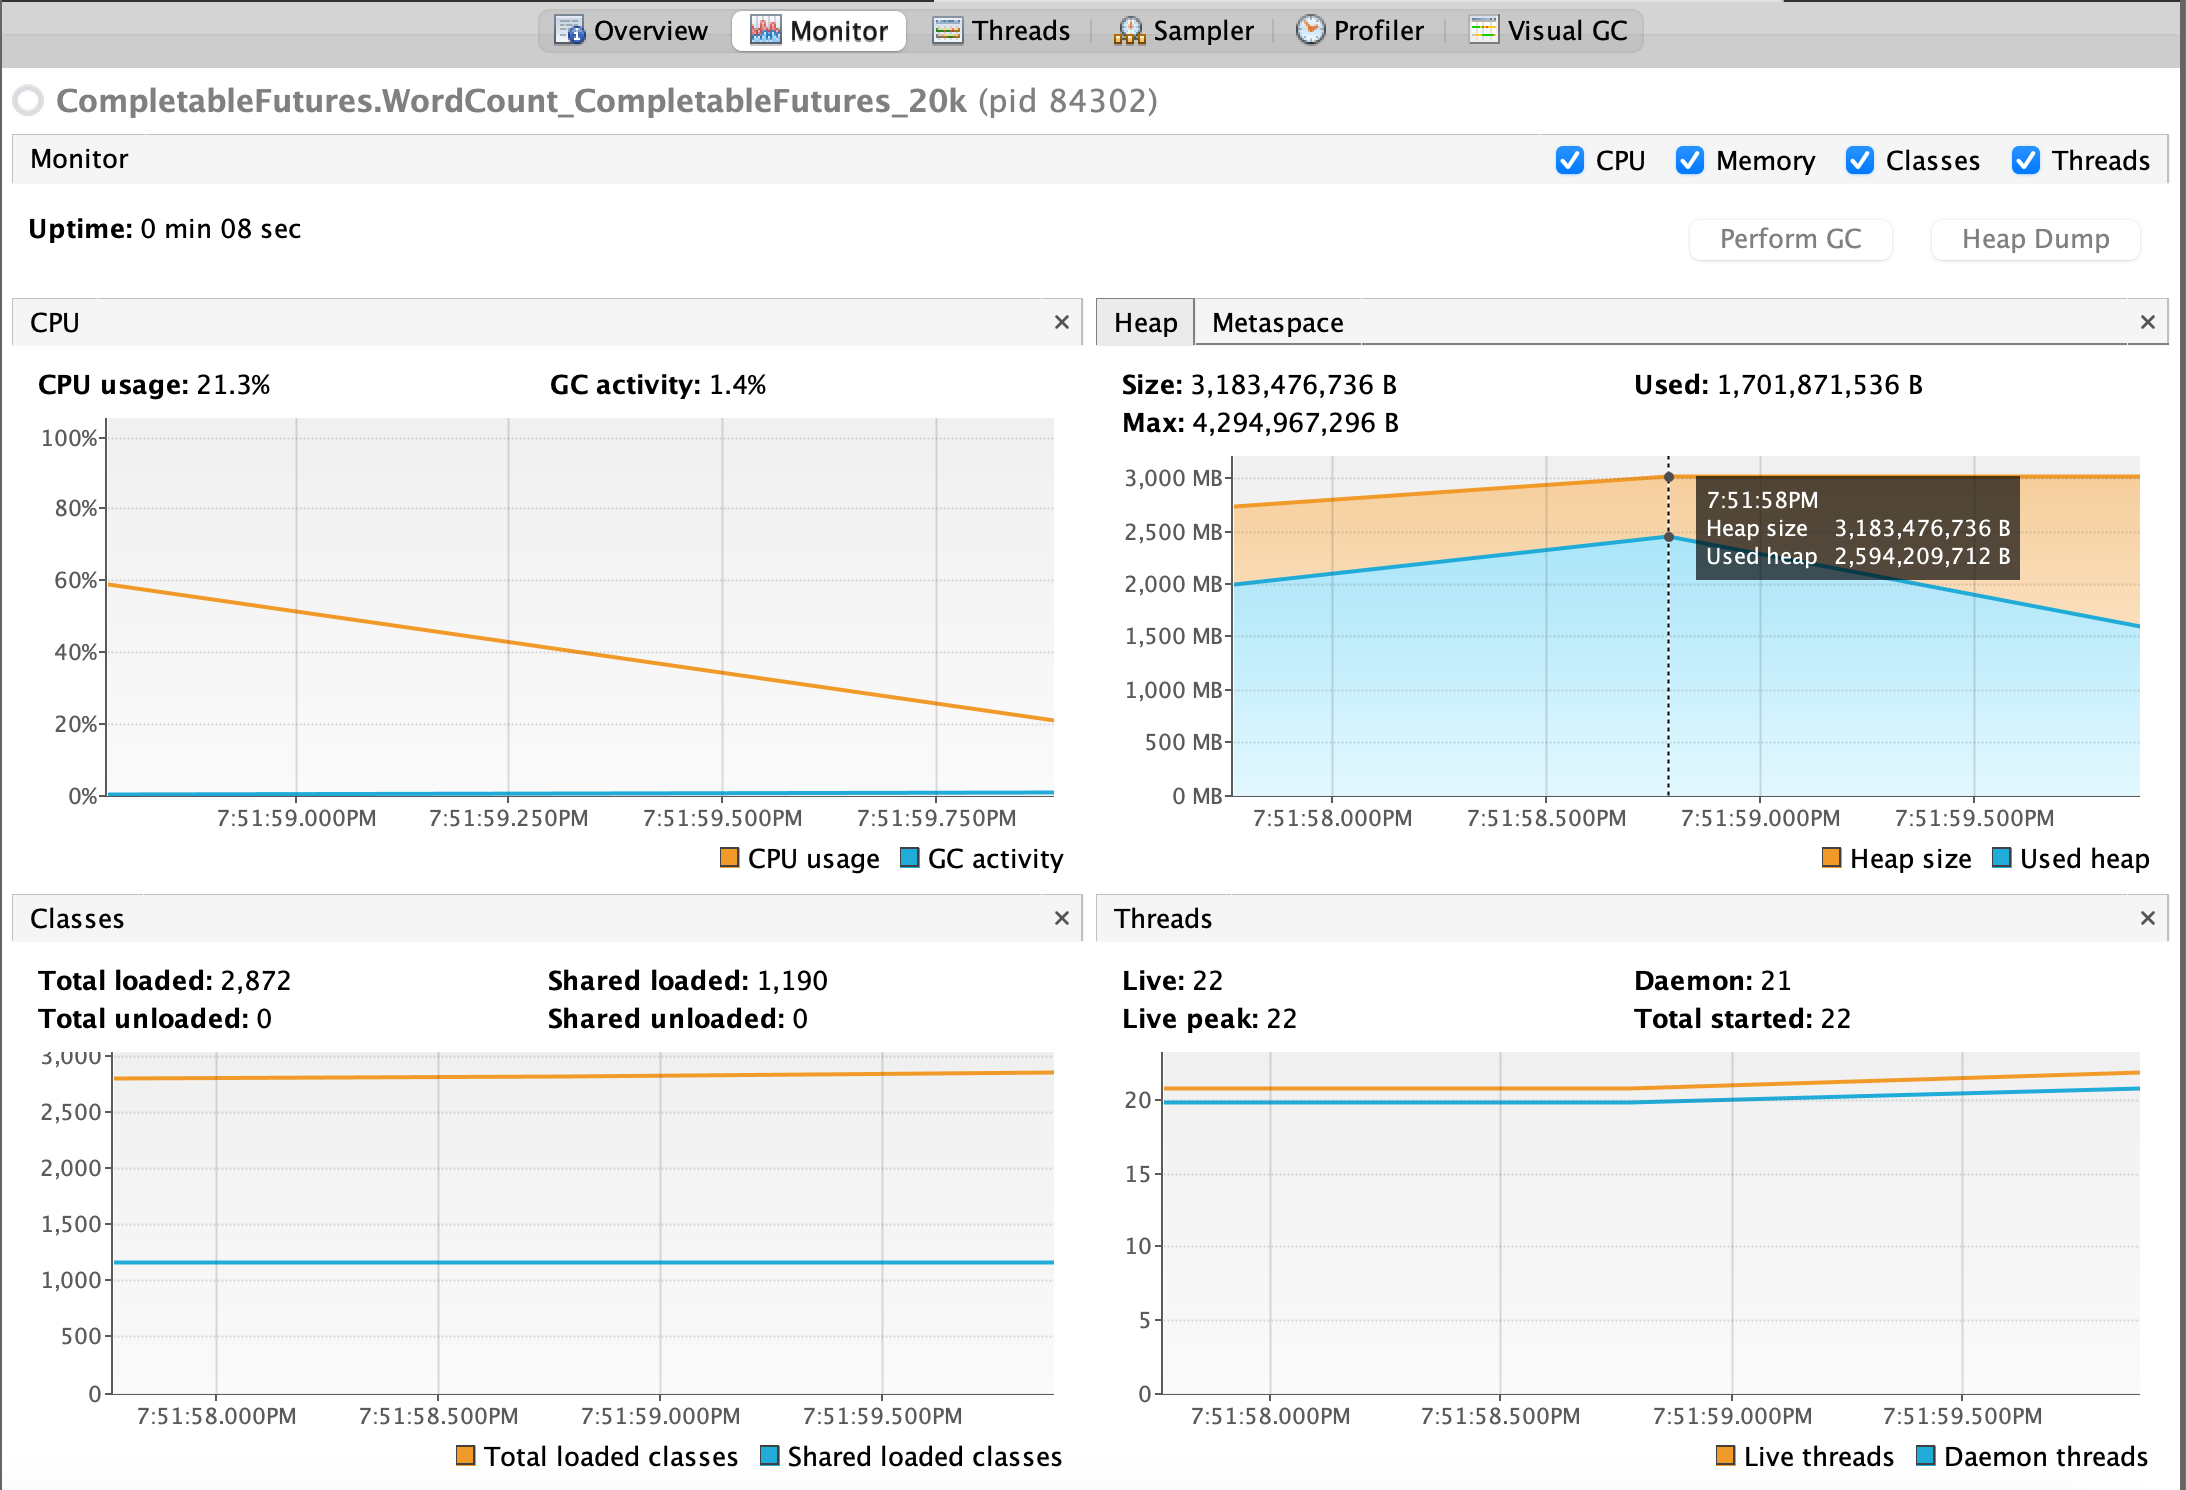 Overview Monitor Threads Sampler Profiler Visual GC
CompletableFutures.WordCount_CompletableFutures_20k (pid 84302)
Monitor CPU Memory Classes Threads
Uptime: 0 min 08 sec
Perform GC Heap Dump
CPU
CPU usage: 21.3% GC activity: 1.4%
100%
80%
60%
40%
20%
0%
7:51:59.000PM 7:51:59.250PM 7:51:59.500PM 7:51:59.750PM
CPU usage GC activity
Heap Metaspace
Size: 3,183,476,736 B Used: 1,701,871,536 B
Max: 4,294,967,296 B
3,000 MB
2,500 MB
2,000 MB
1,500 MB
1,000 MB
500 MB
0 MB
7:51:58PM
Heap size 3,183,476,736 B
Used heap 2,594,209,712 B
7:51:58.000PM 7:51:58.500PM 7:51:59.000PM 7:51:59.500PM
Heap size Used heap
Classes
Total loaded: 2,872 Shared loaded: 1,190
Total unloaded: 0 Shared unloaded: 0
3,000
2,500
2,000
1,500
1,000
500
0
7:51:58.000PM 7:51:58.500PM 7:51:59.000PM 7:51:59.500PM
Total loaded classes Shared loaded classes
Threads
Live: 22 Daemon: 21
Live peak: 22 Total started: 22
20
15
10
5
0
7:51:58.000PM 7:51:58.500PM 7:51:59.000PM 7:51:59.500PM
Live threads Daemon threads